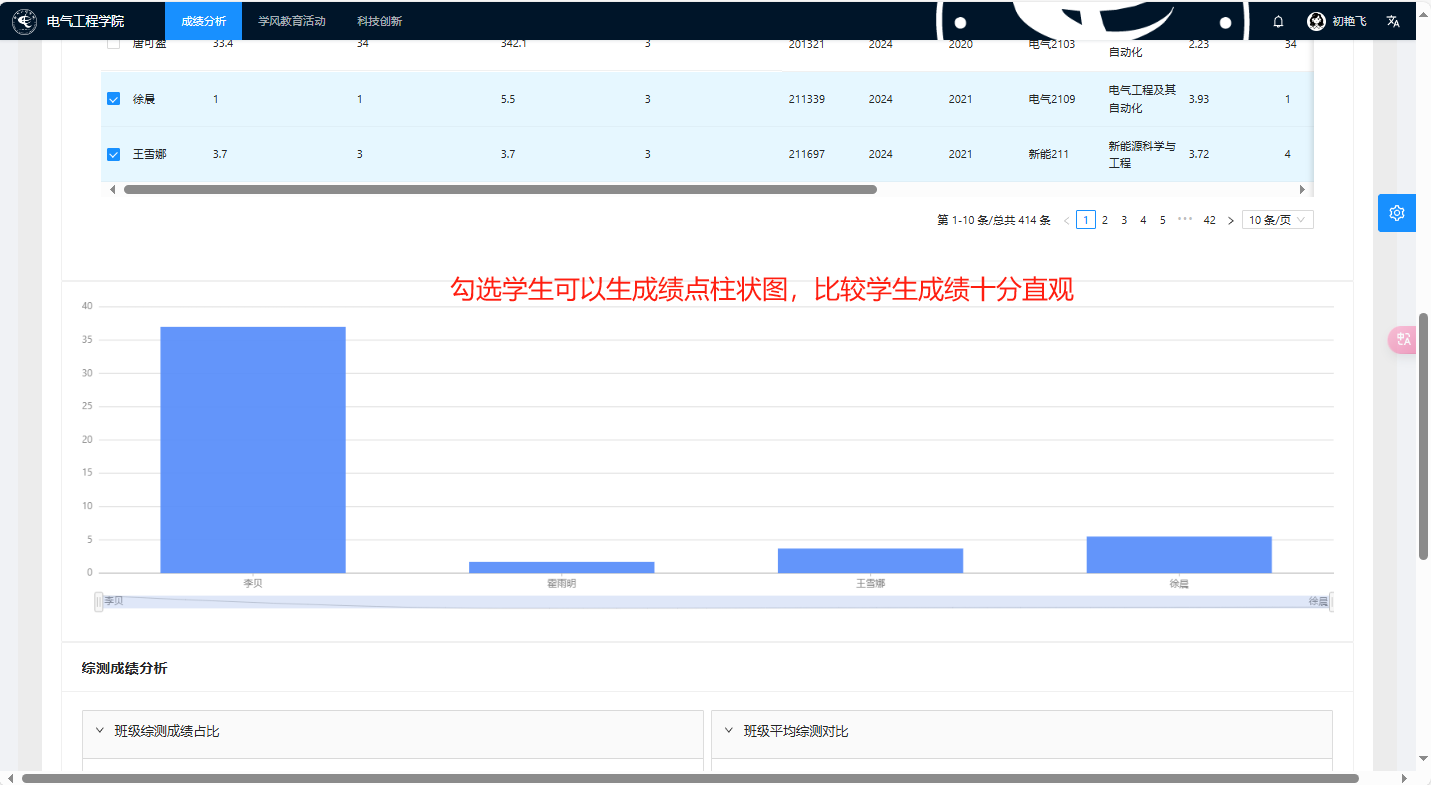 电气工程学院 成绩分析 学风教育活动 科技创新 初艳飞
唐可盈 33.4 34 342.1 3 201321 2024 2020 电气2103 自动化 2.23 34
徐晨 1 1 5.5 3 211339 2024 2021 电气2109 电气工程及其自动化 3.93 1
王雪娜 3.7 3 3.7 3 211697 2024 2021 新能211 新能源科学与工程 3.72 4
第 1-10 条/总共 414 条 1 2 3 4 5 ••• 42 10 条/页
勾选学生可以生成绩点柱状图，比较学生成绩十分直观
40
35
30
25
20
15
10
5
0
李贝 霍雨明 王雪娜 徐晨
李贝 徐晨
综测成绩分析
班级综测成绩占比 班级平均综测对比